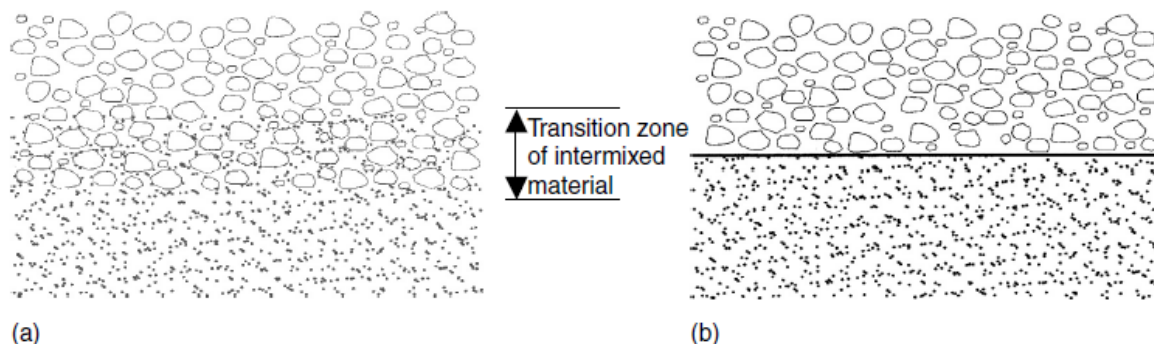 Transition zone
of intermixed
material
(a)
(b)